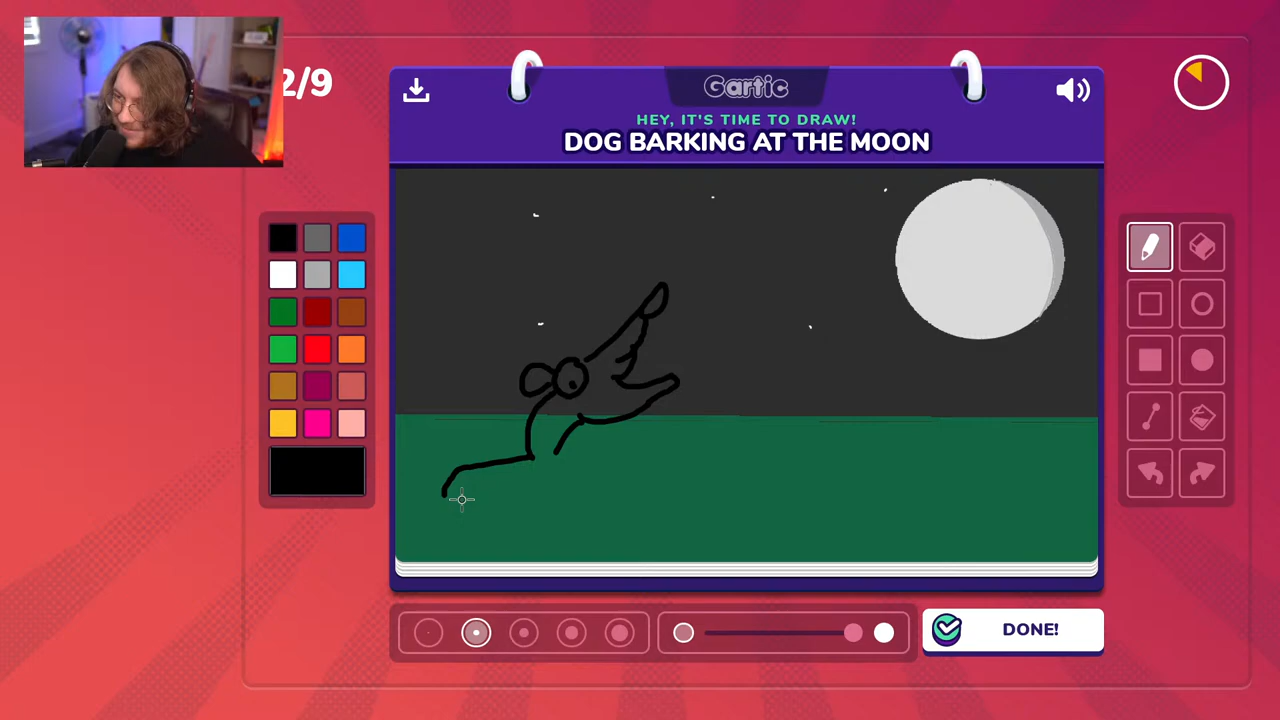 2/9
Gartic
HEY, IT'S TIME TO DRAW!
DOG BARKING AT THE MOON
DONE!